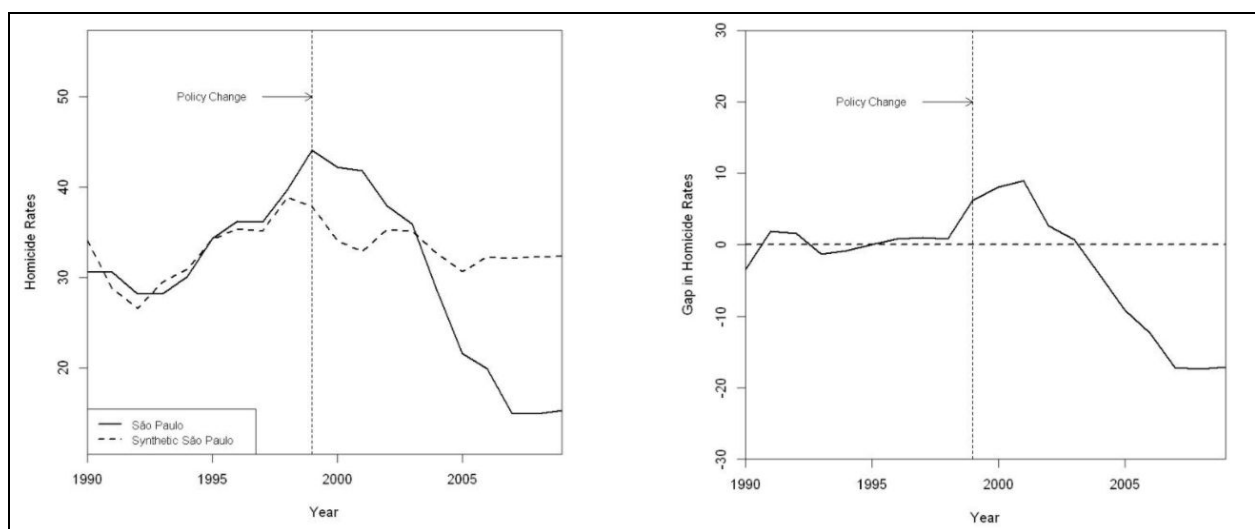 Homicide Rates
50
40
30
20
Policy Change
São Paulo
Synthetic São Paulo
1990
1995
2000
2005
Year
Gap in Homicide Rates
30
20
10
0
-10
-20
-30
Policy Change
1990
1995
2000
2005
Year